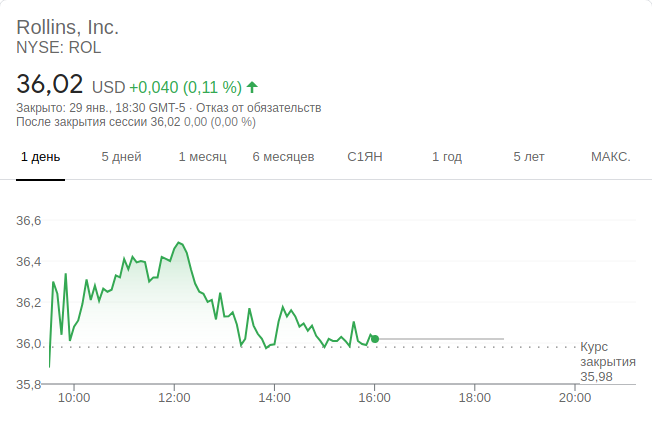 Rollins, Inc.
NYSE: ROL
36,02 USD +0,040 (0,11 %)
Закрыто: 29 янв., 18:30 GMT-5 · Отказ от обязательств
После закрытия сессии 36,02 0,00 (0,00 %)
1 день 5 дней 1 месяц 6 месяцев С1ЯН 1 год 5 лет МАКС.
36,6
36,4
36,2
36,0
Курс
закрытия
35,98
35,8
10:00 12:00 14:00 16:00 18:00 20:00